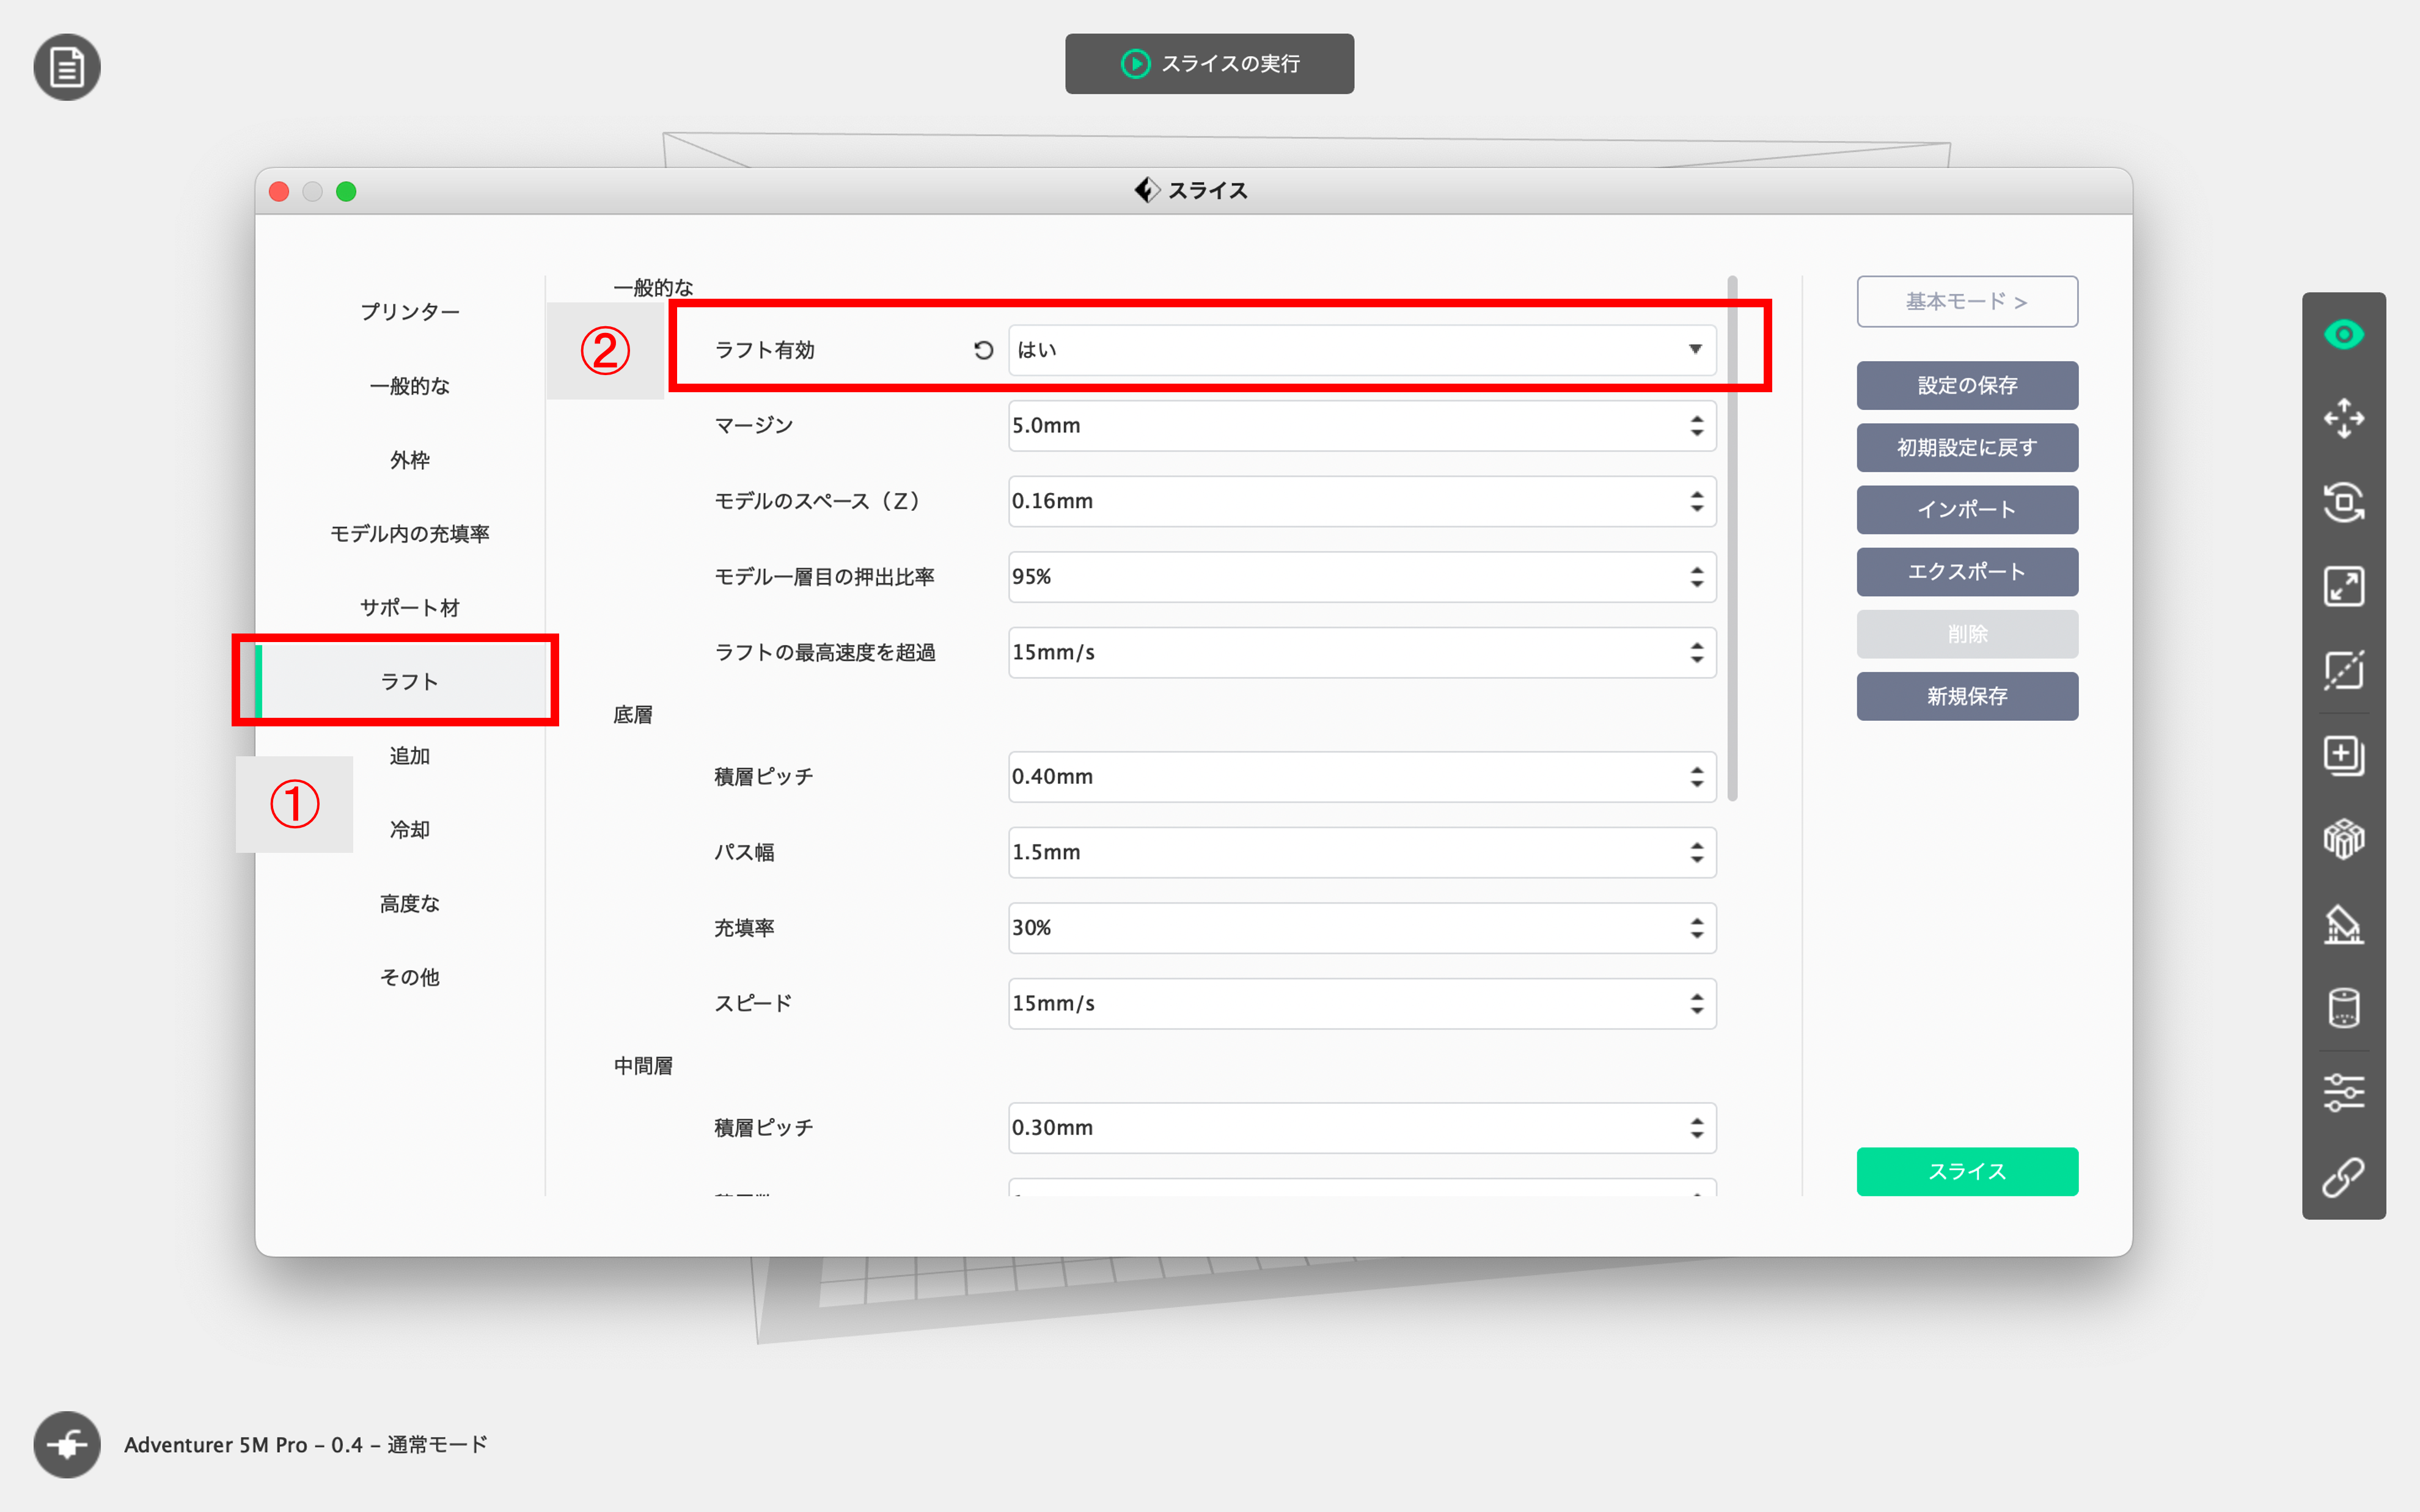 スライスの実行
スライス
プリンター
一般的な
外枠
モデル内の充填率
サポート材
ラフト
追加
冷却
高度な
その他
①
②
一般的な
ラフト有効 はい
マージン 5.0mm
モデルのスペース（Z） 0.16mm
モデル一層目の押出比率 95%
ラフトの最高速度を超過 15mm/s
底層
積層ピッチ 0.40mm
パス幅 1.5mm
充填率 30%
スピード 15mm/s
中間層
積層ピッチ 0.30mm
基本モード >
設定の保存
初期設定に戻す
インポート
エクスポート
削除
新規保存
スライス
Adventurer 5M Pro – 0.4 – 通常モード